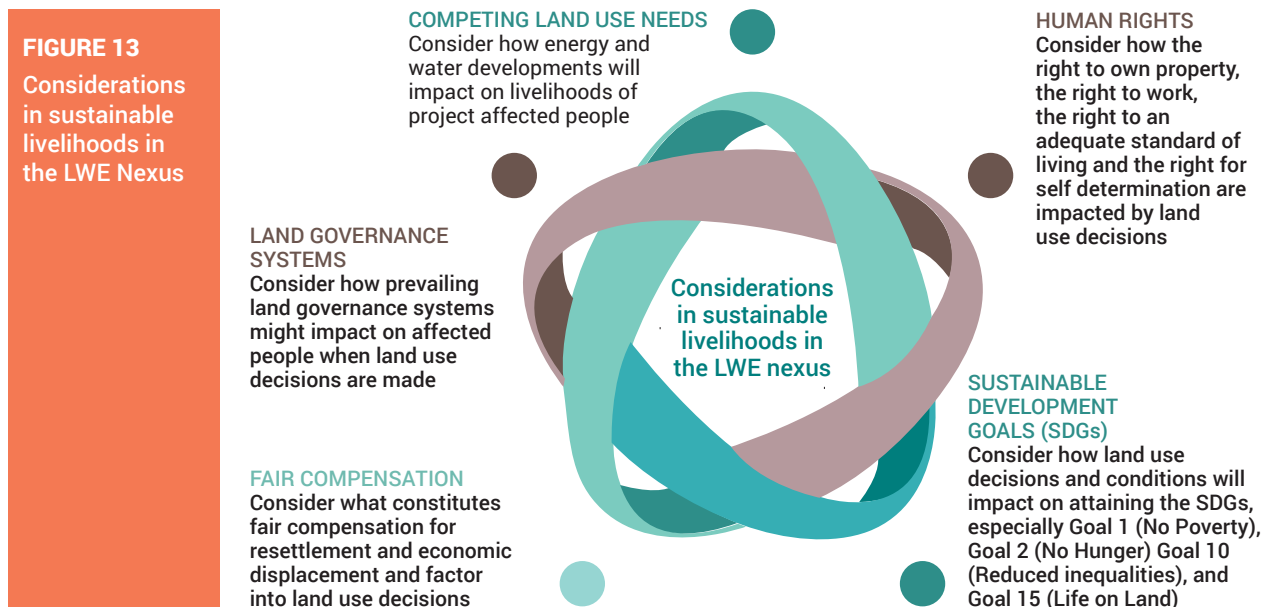 FIGURE 13
Considerations
in sustainable
livelihoods in
the LWE Nexus
COMPETING LAND USE NEEDS
Consider how energy and
water developments will
impact on livelihoods of
project affected people
HUMAN RIGHTS
Consider how the
right to own property,
the right to work,
the right to an
adequate standard of
living and the right for
self determination are
impacted by land
use decisions
LAND GOVERNANCE
SYSTEMS
Consider how prevailing
land governance systems
might impact on affected
people when land use
decisions are made
Considerations
in sustainable
livelihoods in
the LWE nexus
SUSTAINABLE
DEVELOPMENT
GOALS (SDGs)
Consider how land use
decisions and conditions will
impact on attaining the SDGs,
especially Goal 1 (No Poverty),
Goal 2 (No Hunger) Goal 10
(Reduced inequalities), and
Goal 15 (Life on Land)
FAIR COMPENSATION
Consider what constitutes
fair compensation for
resettlement and economic
displacement and factor
into land use decisions